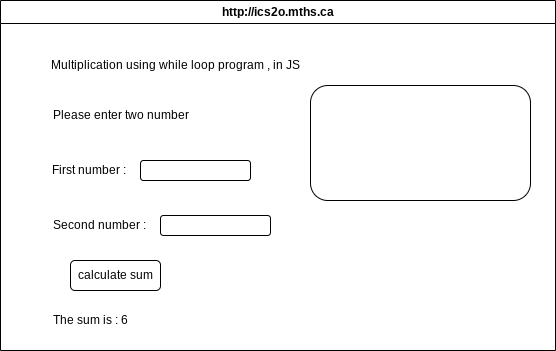 http://ics2o.mths.ca
Multiplication using while loop program , in JS
Please enter two number
First number :
Second number :
calculate sum
The sum is : 6